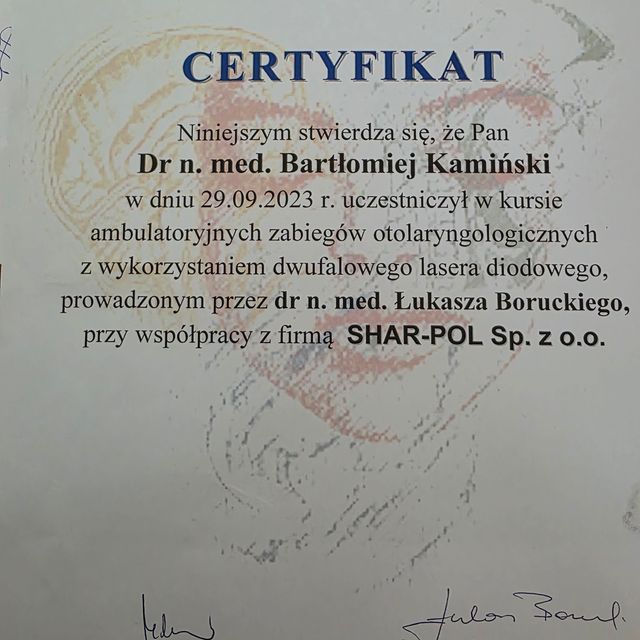 CERTYFIKAT
Niniejszym stwierdza się, że Pan
Dr n. med. Bartłomiej Kamiński
w dniu 29.09.2023 r. uczestniczył w kursie
ambulatoryjnych zabiegów otolaryngologicznych
z wykorzystaniem dwufalowego lasera diodowego,
prowadzonym przez dr n. med. Łukasza Boruckiego,
przy współpracy z firmą SHAR-POL Sp. z o.o.